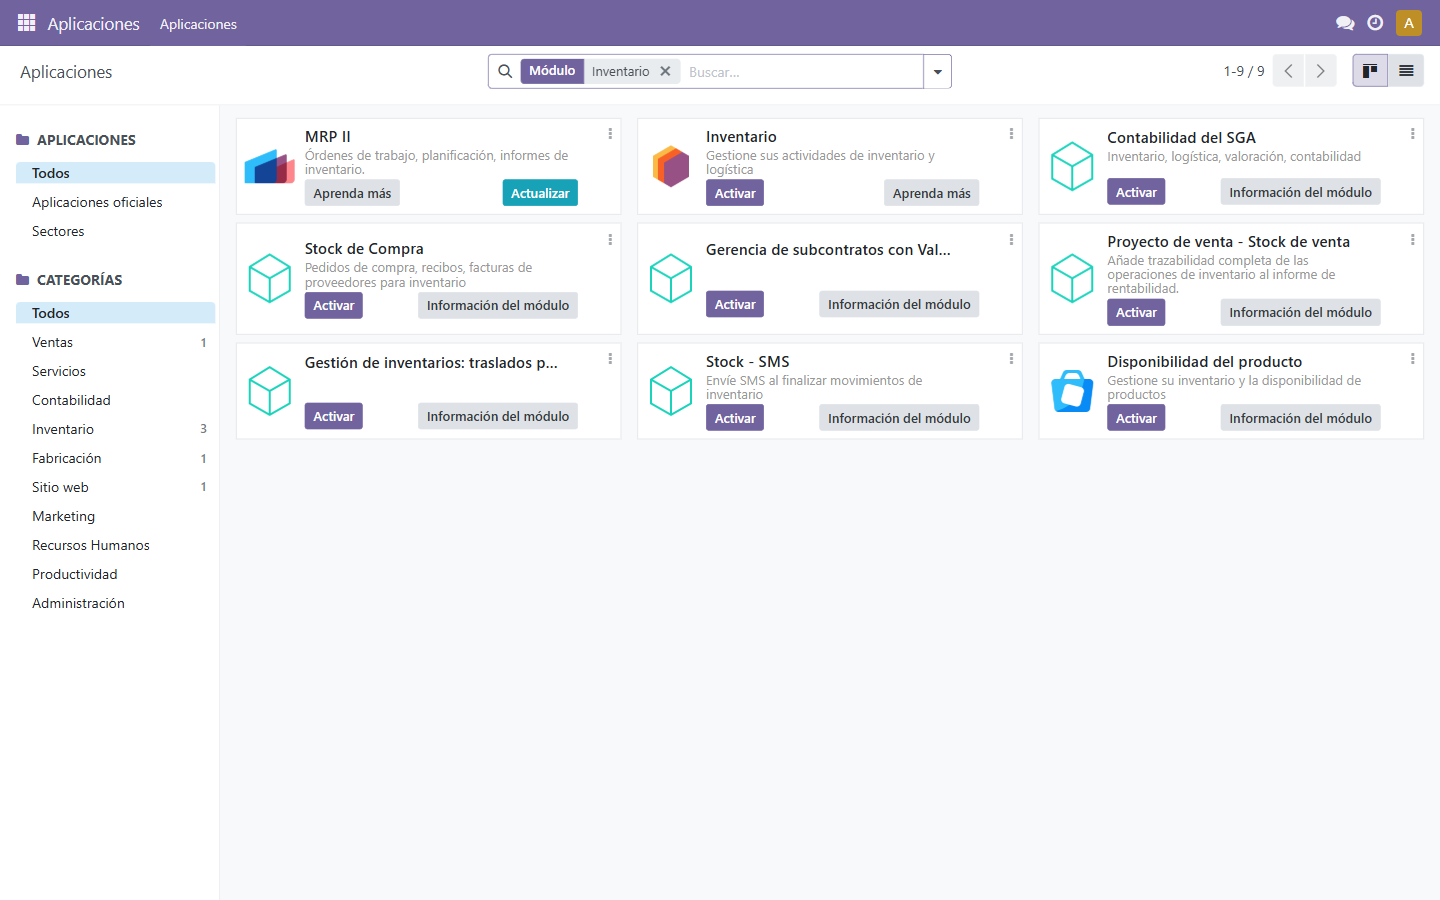 Aplicaciones
Aplicaciones
A
Aplicaciones
Módulo
Inventario
Buscar...
1-9 / 9
APLICACIONES
Todos
Aplicaciones oficiales
Sectores
CATEGORÍAS
Todos
Ventas 1
Servicios
Contabilidad
Inventario 3
Fabricación 1
Sitio web 1
Marketing
Recursos Humanos
Productividad
Administración
MRP II
Órdenes de trabajo, planificación, informes de
inventario.
Aprenda más
Actualizar
Inventario
Gestione sus actividades de inventario y
logística
Activar
Aprenda más
Contabilidad del SGA
Inventario, logística, valoración, contabilidad
Activar
Información del módulo
Stock de Compra
Pedidos de compra, recibos, facturas de
proveedores para inventario
Activar
Información del módulo
Gerencia de subcontratos con Val...
Activar
Información del módulo
Proyecto de venta - Stock de venta
Añade trazabilidad completa de las
operaciones de inventario al informe de
rentabilidad.
Activar
Información del módulo
Gestión de inventarios: traslados p...
Activar
Información del módulo
Stock - SMS
Envíe SMS al finalizar movimientos de
inventario
Activar
Información del módulo
Disponibilidad del producto
Gestione su inventario y la disponibilidad de
productos
Activar
Información del módulo